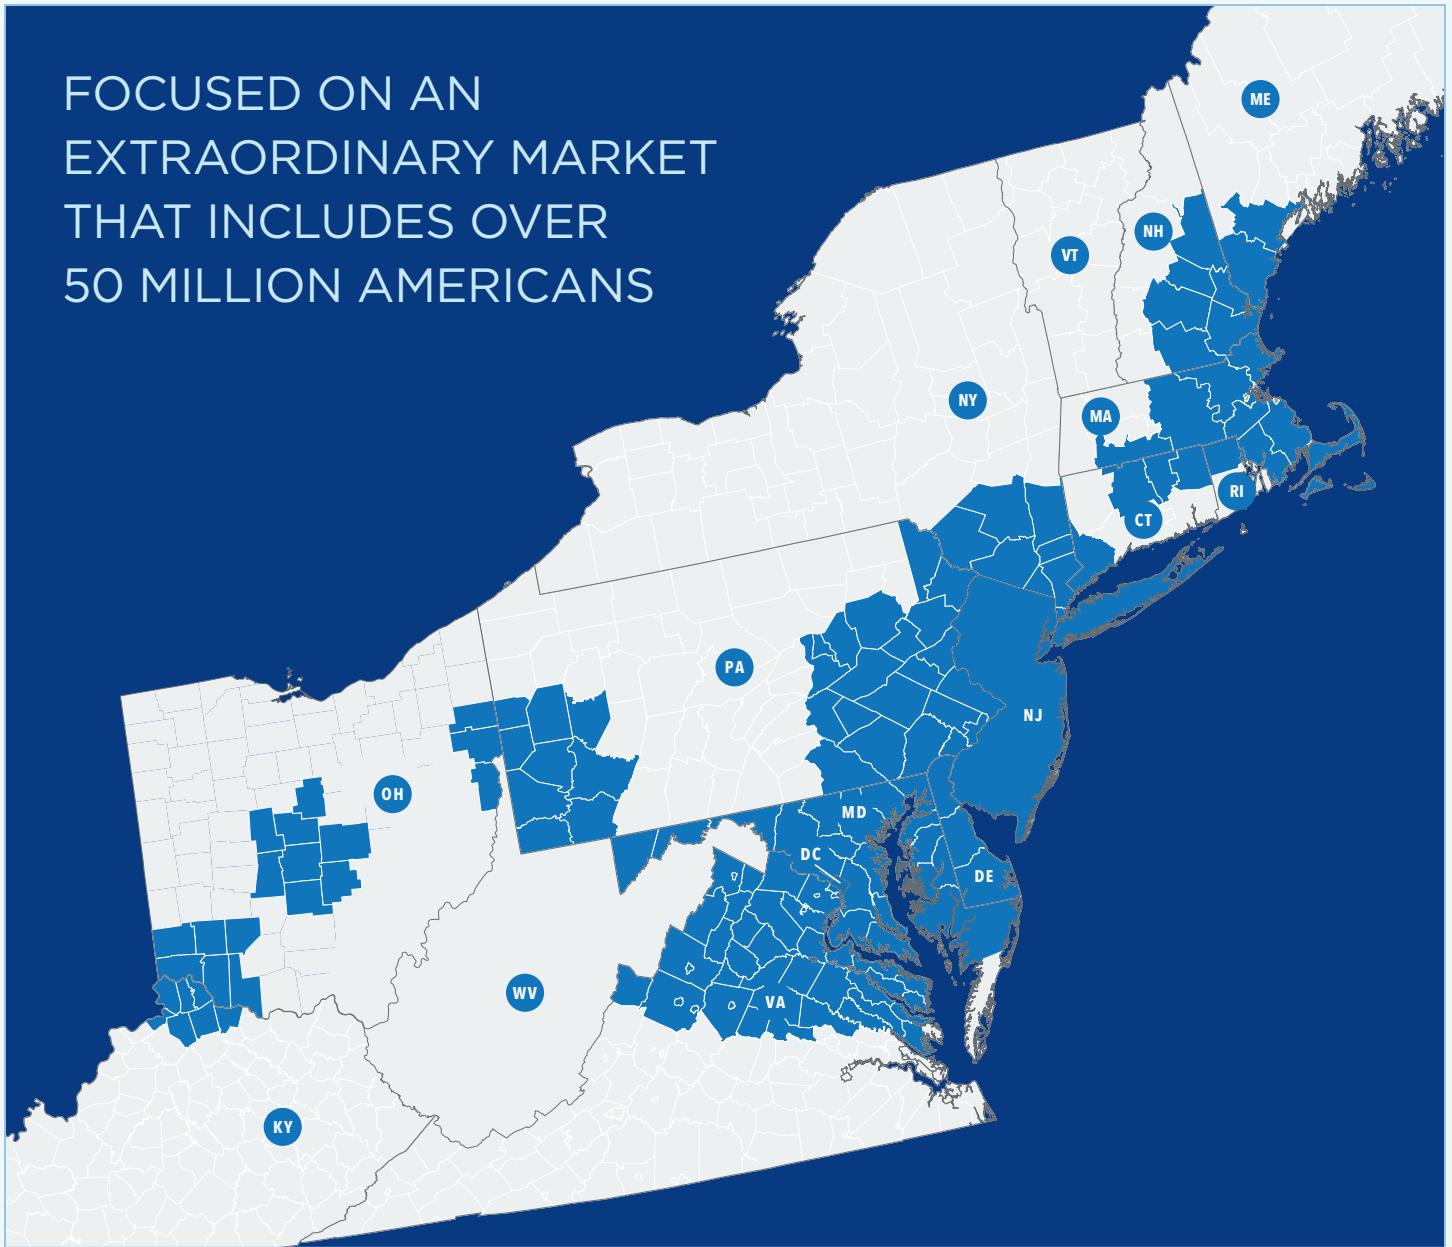 FOCUSED ON AN
EXTRAORDINARY MARKET
THAT INCLUDES OVER
50 MILLION AMERICANS
ME
NH
VT
NY
MA
RI
CT
PA
NJ
OH
MD
DC
DE
WV
VA
KY